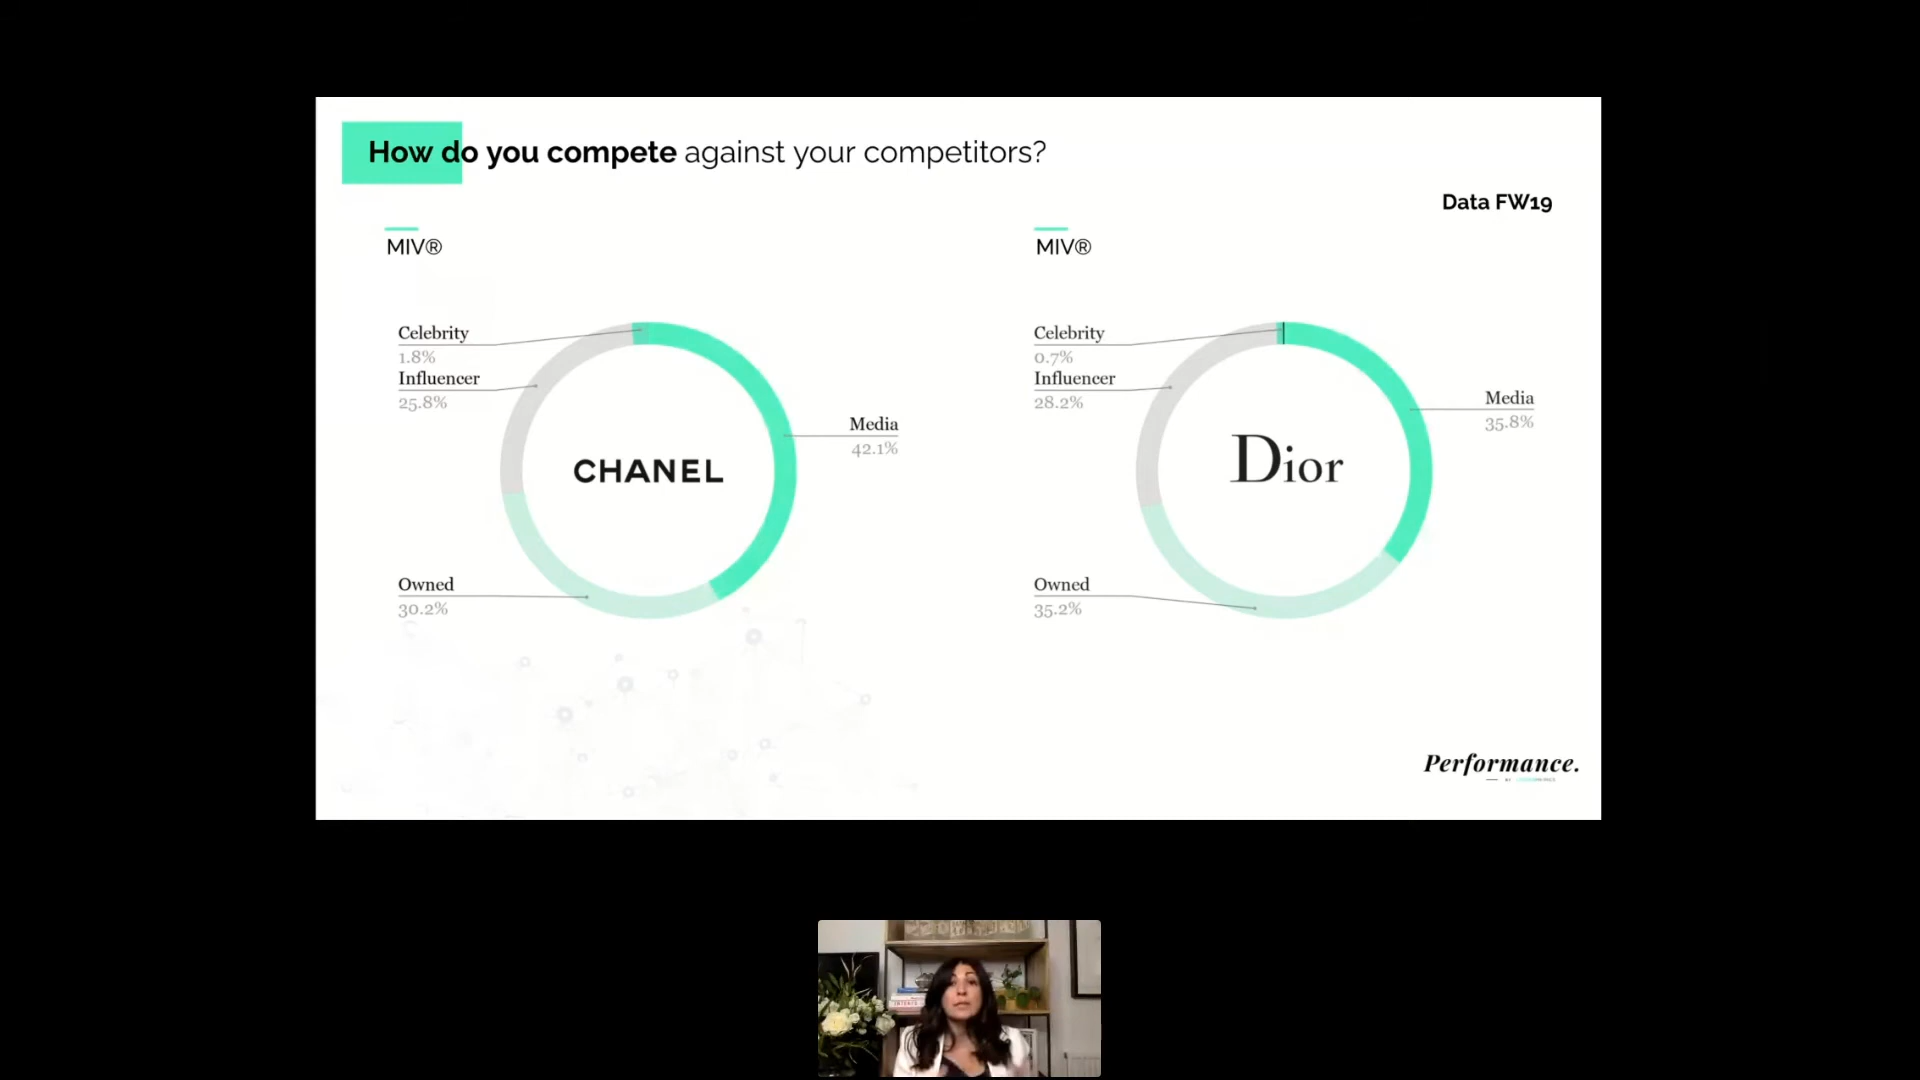 How do you compete against your competitors?
Data FW19
MIV®
Celebrity
1.8%
Influencer
25.8%
Media
42.1%
CHANEL
Owned
30.2%
MIV®
Celebrity
0.7%
Influencer
28.2%
Media
35.8%
Dior
Owned
35.2%
Performance.